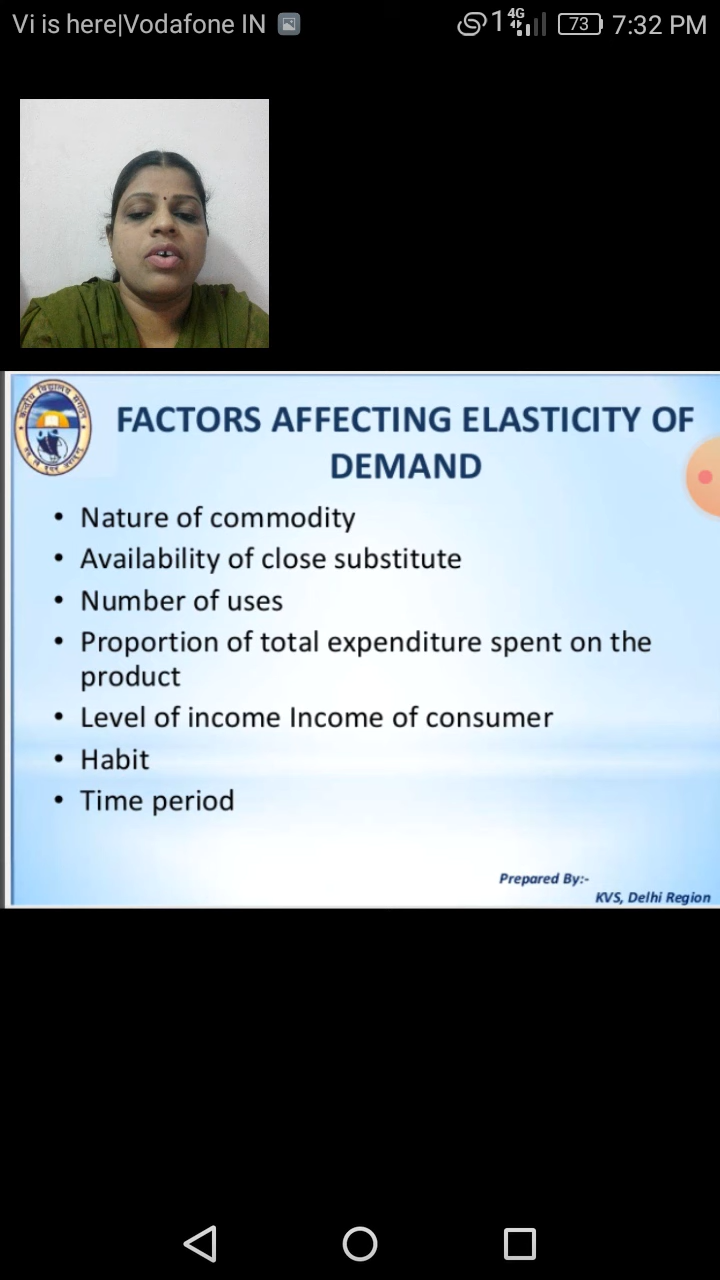 Vi is here|Vodafone IN
1 4G 73 7:32 PM
केन्द्रीय विद्यालय संगठन
FACTORS AFFECTING ELASTICITY OF
DEMAND
• Nature of commodity
• Availability of close substitute
• Number of uses
• Proportion of total expenditure spent on the
product
• Level of income Income of consumer
• Habit
• Time period
Prepared By:-
KVS, Delhi Region